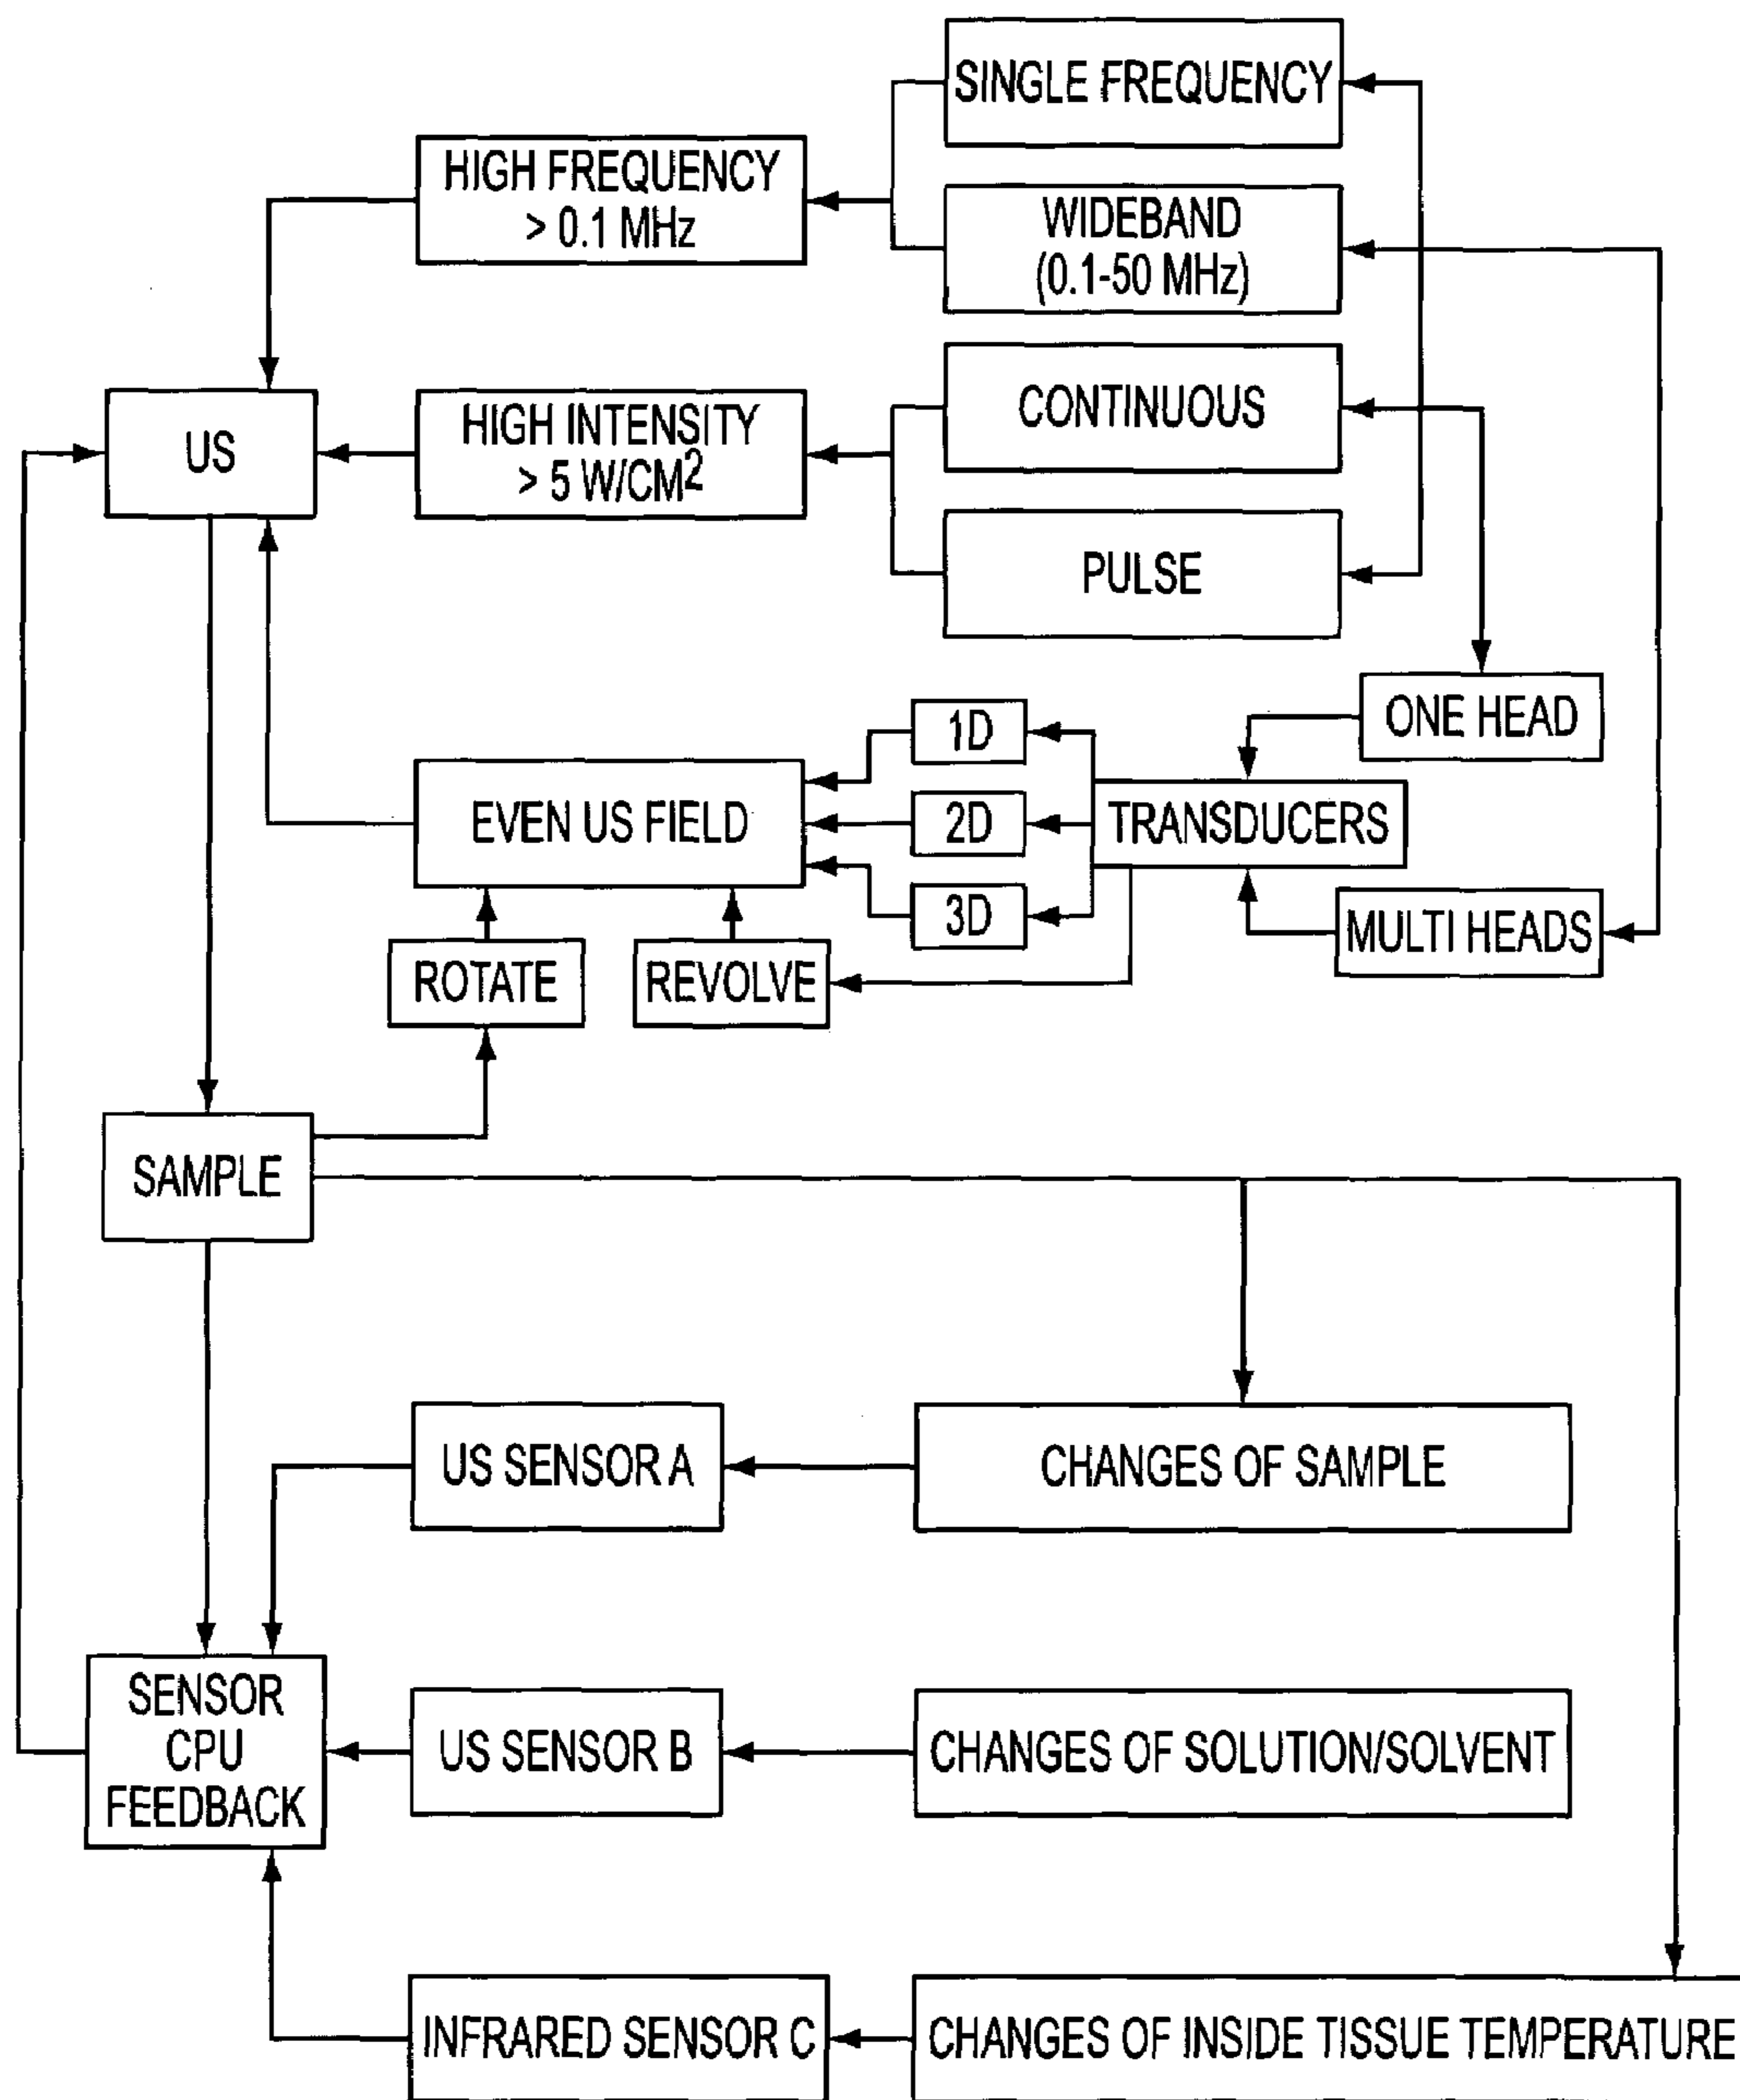 SINGLE FREQUENCY
HIGH FREQUENCY
> 0.1 MHz
WIDEBAND
(0.1-50 MHz)
US
HIGH INTENSITY
> 5 W/CM2
CONTINUOUS
PULSE
ONE HEAD
1D
EVEN US FIELD
2D
TRANSDUCERS
3D
MULTI HEADS
ROTATE
REVOLVE
SAMPLE
US SENSOR A
CHANGES OF SAMPLE
SENSOR
CPU
FEEDBACK
US SENSOR B
CHANGES OF SOLUTION/SOLVENT
INFRARED SENSOR C
CHANGES OF INSIDE TISSUE TEMPERATURE